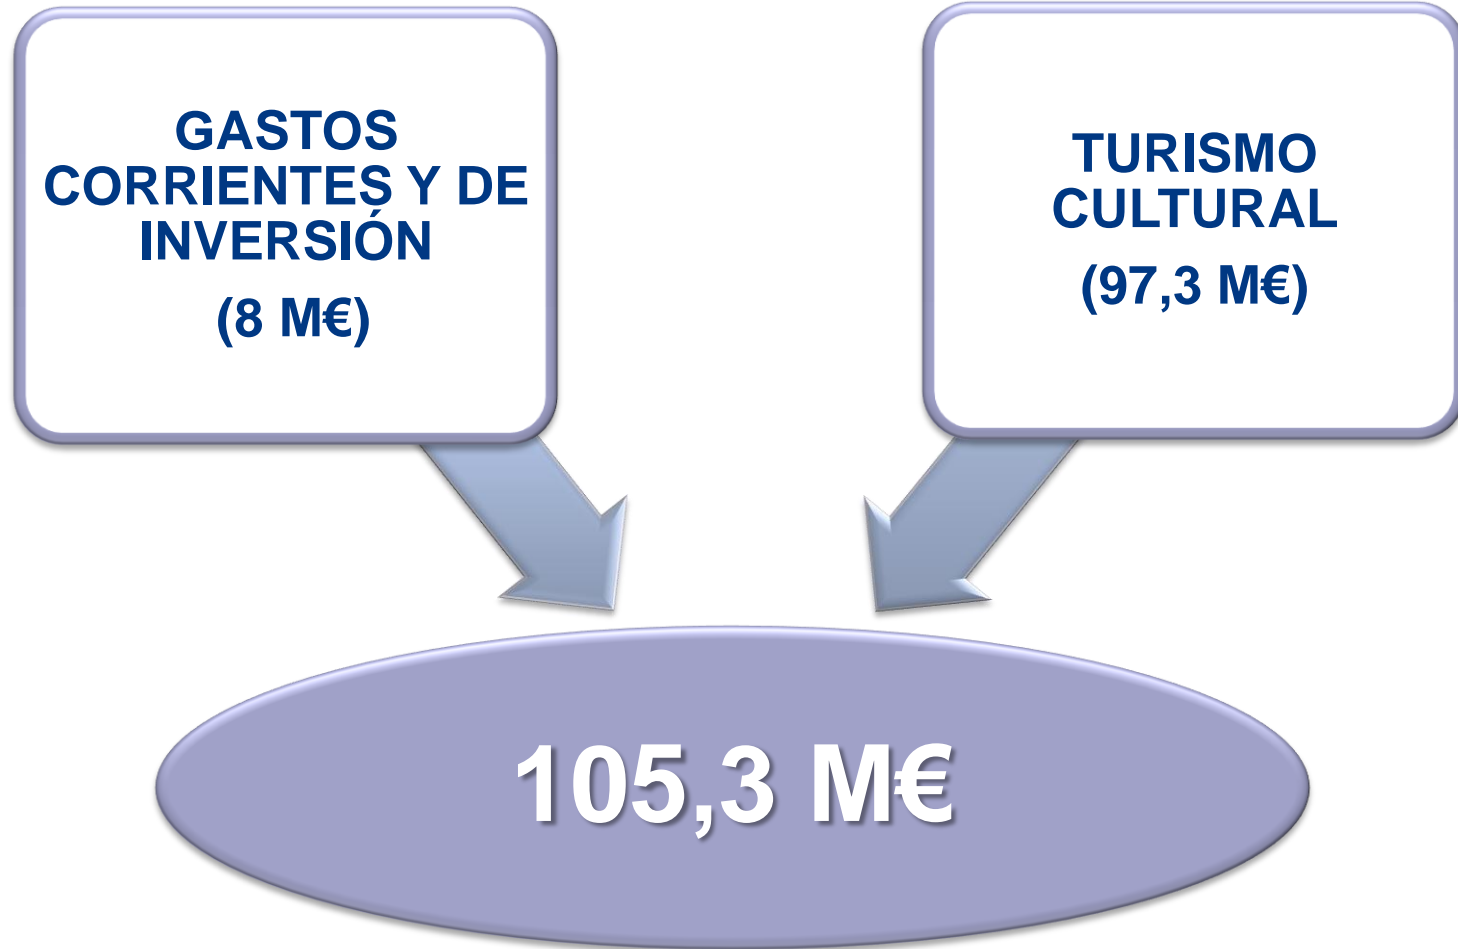 GASTOS
CORRIENTES Y DE
INVERSIÓN
(8 M€)
TURISMO
CULTURAL
(97,3 M€)
105,3 M€